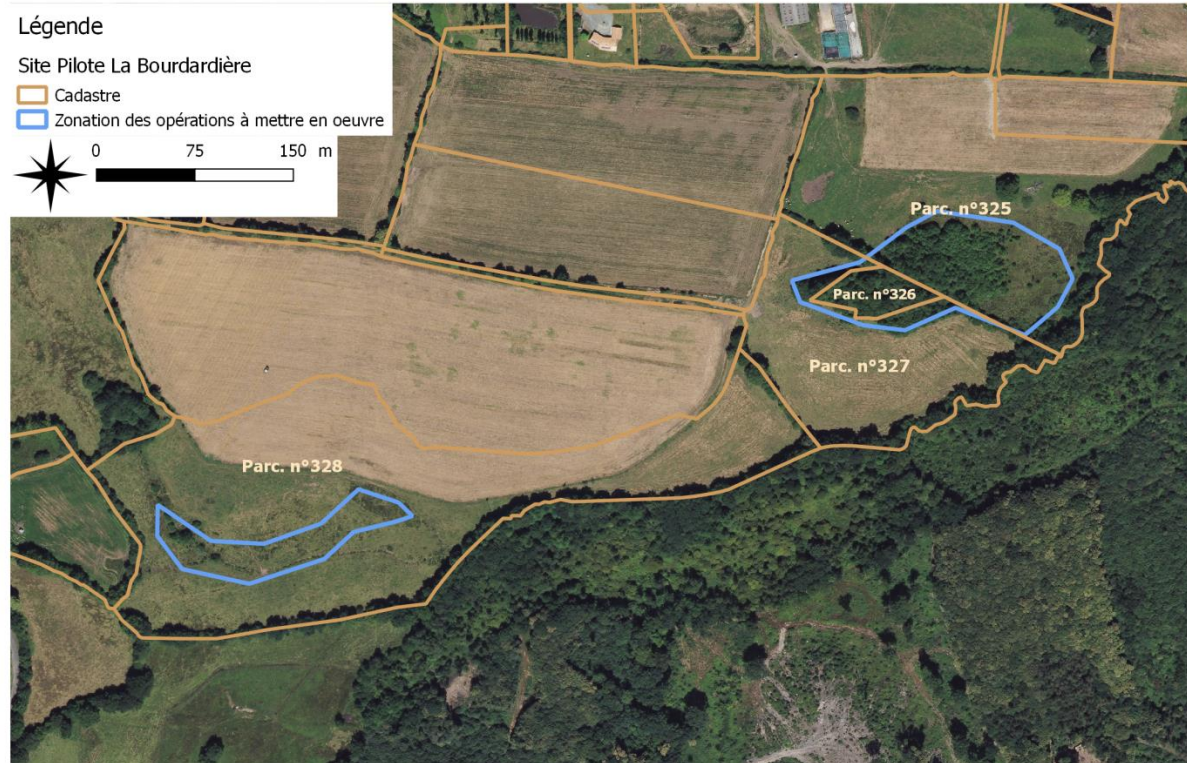 Légende
Site Pilote La Bourdardière
Cadastre
Zonation des opérations à mettre en oeuvre
0 75 150 m
Parc. n°325
Parc. n°326
Parc. n°327
Parc. n°328